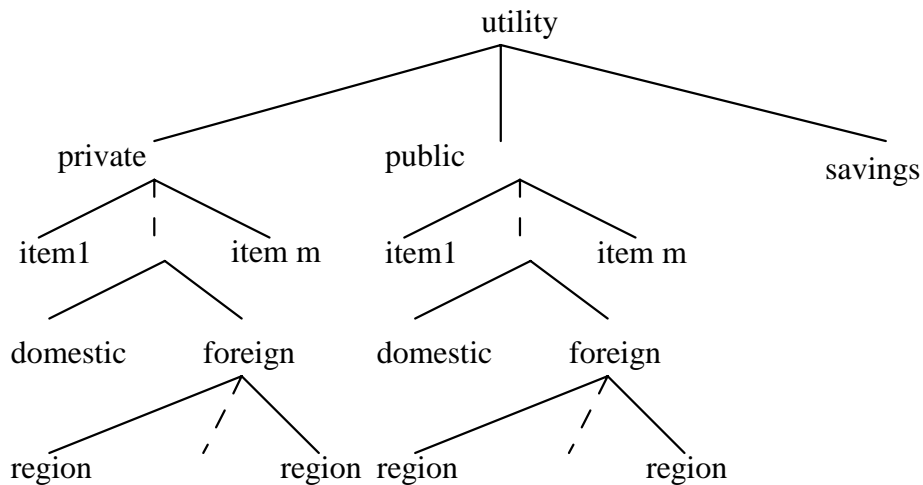 utility
private public savings
item1 item m item1 item m
domestic foreign domestic foreign
region region region region